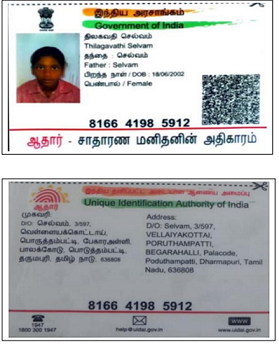 இந்திய அரசாங்கம்
Government of India
திலகவதி செல்வம்
Thilagavathi Selvam
தந்தை : செல்வம்
Father : Selvam
பிறந்த நாள் / DOB : 18/06/2002
பெண்பால் / Female
8166 4198 5912
ஆதார் - சாதாரண மனிதனின் அதிகாரம்
Unique Identification Authority of India
ஆதார்
முகவரி:
D/O: செல்வம், 3/597,
வெள்ளையக்கொட்டாய்,
பொருத்தம்பட்டி, பேகாரஅள்ளி,
பாலக்கோடு, பொடுத்தம்பட்டி,
தருமபுரி, தமிழ் நாடு, 636808
Address:
D/O: Selvam, 3/597,
VELLAIYAKOTTAI,
PORUTHAMPATTI,
BEGARAHALLI, Palacode,
Poduthampatti, Dharmapuri, Tamil
Nadu, 636808
8166 4198 5912
1947
1800 300 1947
help@uidai.gov.in
WWW
www.uidai.gov.in